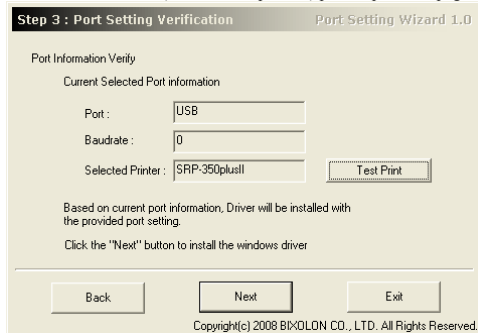 Step 3 : Port Setting Verification
Port Setting Wizard 1.0
Port Information Verify
Current Selected Port information
Port :
USB
Baudrate :
0
Selected Printer :
SRP-350plusII
Test Print
Based on current port information, Driver will be installed with
the provided port setting.
Click the "Next" button to install the windows driver
Back
Next
Exit
Copyright(c) 2008 BIXOLON CO., LTD. All Rights Reserved.